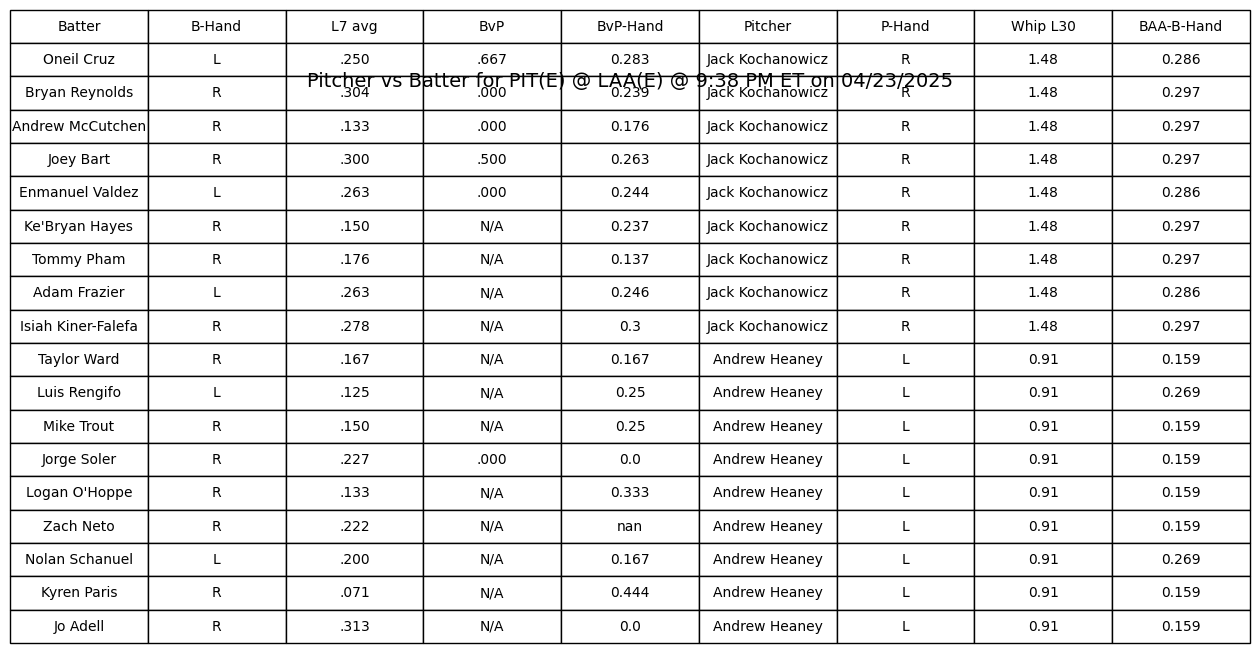 Batter B-Hand L7 avg BvP BvP-Hand Pitcher P-Hand Whip L30 BAA-B-Hand
Oneil Cruz L .250 .667 0.283 Jack Kochanowicz R 1.48 0.286
Pitcher vs Batter for PIT(E) @ LAA(E) @ 9:38 PM ET on 04/23/2025
Bryan Reynolds R .304 .000 0.239 Jack Kochanowicz R 1.48 0.297
Andrew McCutchen R .133 .000 0.176 Jack Kochanowicz R 1.48 0.297
Joey Bart R .300 .500 0.263 Jack Kochanowicz R 1.48 0.297
Enmanuel Valdez L .263 .000 0.244 Jack Kochanowicz R 1.48 0.286
Ke'Bryan Hayes R .150 N/A 0.237 Jack Kochanowicz R 1.48 0.297
Tommy Pham R .176 N/A 0.137 Jack Kochanowicz R 1.48 0.297
Adam Frazier L .263 N/A 0.246 Jack Kochanowicz R 1.48 0.286
Isiah Kiner-Falefa R .278 N/A 0.3 Jack Kochanowicz R 1.48 0.297
Taylor Ward R .167 N/A 0.167 Andrew Heaney L 0.91 0.159
Luis Rengifo L .125 N/A 0.25 Andrew Heaney L 0.91 0.269
Mike Trout R .150 N/A 0.25 Andrew Heaney L 0.91 0.159
Jorge Soler R .227 .000 0.0 Andrew Heaney L 0.91 0.159
Logan O'Hoppe R .133 N/A 0.333 Andrew Heaney L 0.91 0.159
Zach Neto R .222 N/A nan Andrew Heaney L 0.91 0.159
Nolan Schanuel L .200 N/A 0.167 Andrew Heaney L 0.91 0.269
Kyren Paris R .071 N/A 0.444 Andrew Heaney L 0.91 0.159
Jo Adell R .313 N/A 0.0 Andrew Heaney L 0.91 0.159